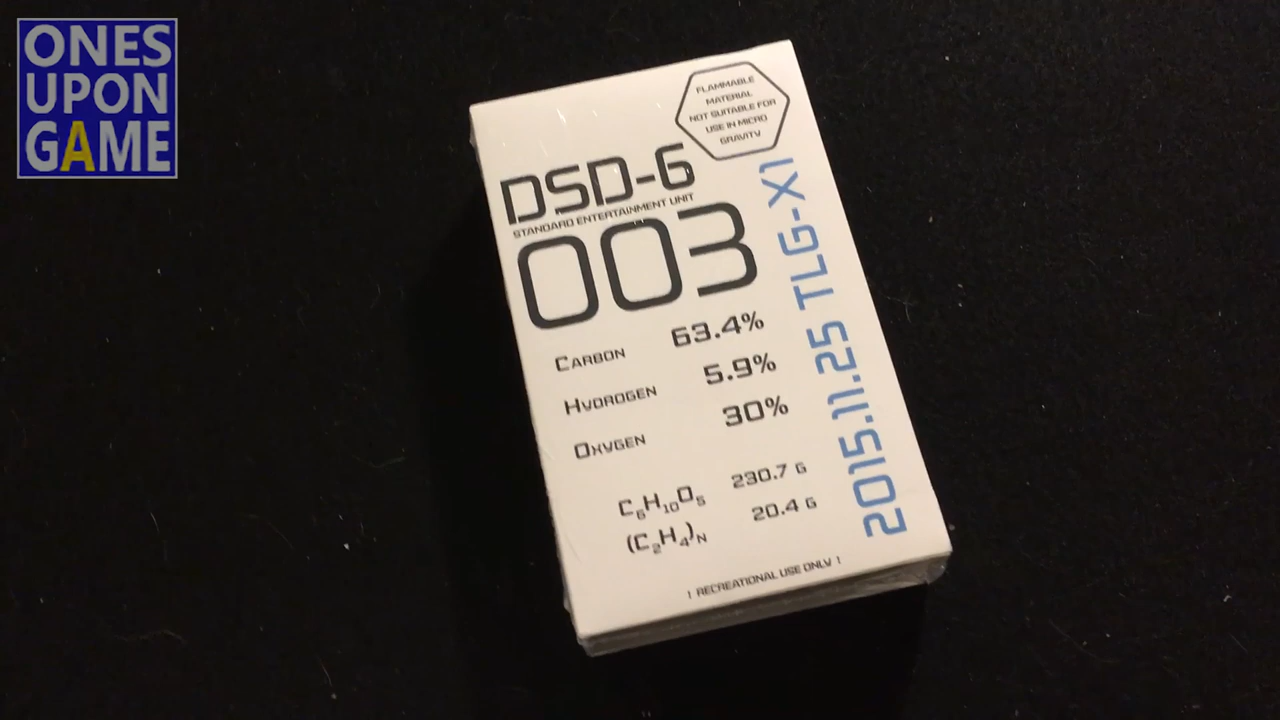 ONES
UPON
GAME
FLAMMABLE
MATERIAL
NOT SUITABLE FOR
USE IN MICRO
GRAVITY
DSD-6
STANDARD ENTERTAINMENT UNIT
003
2015.11.25 TLG-X1
CARBON 63.4%
HYDROGEN 5.9%
OXYGEN 30%
C6H10O5 230.7 G
(C2H4)N 20.4 G
! RECREATIONAL USE ONLY !